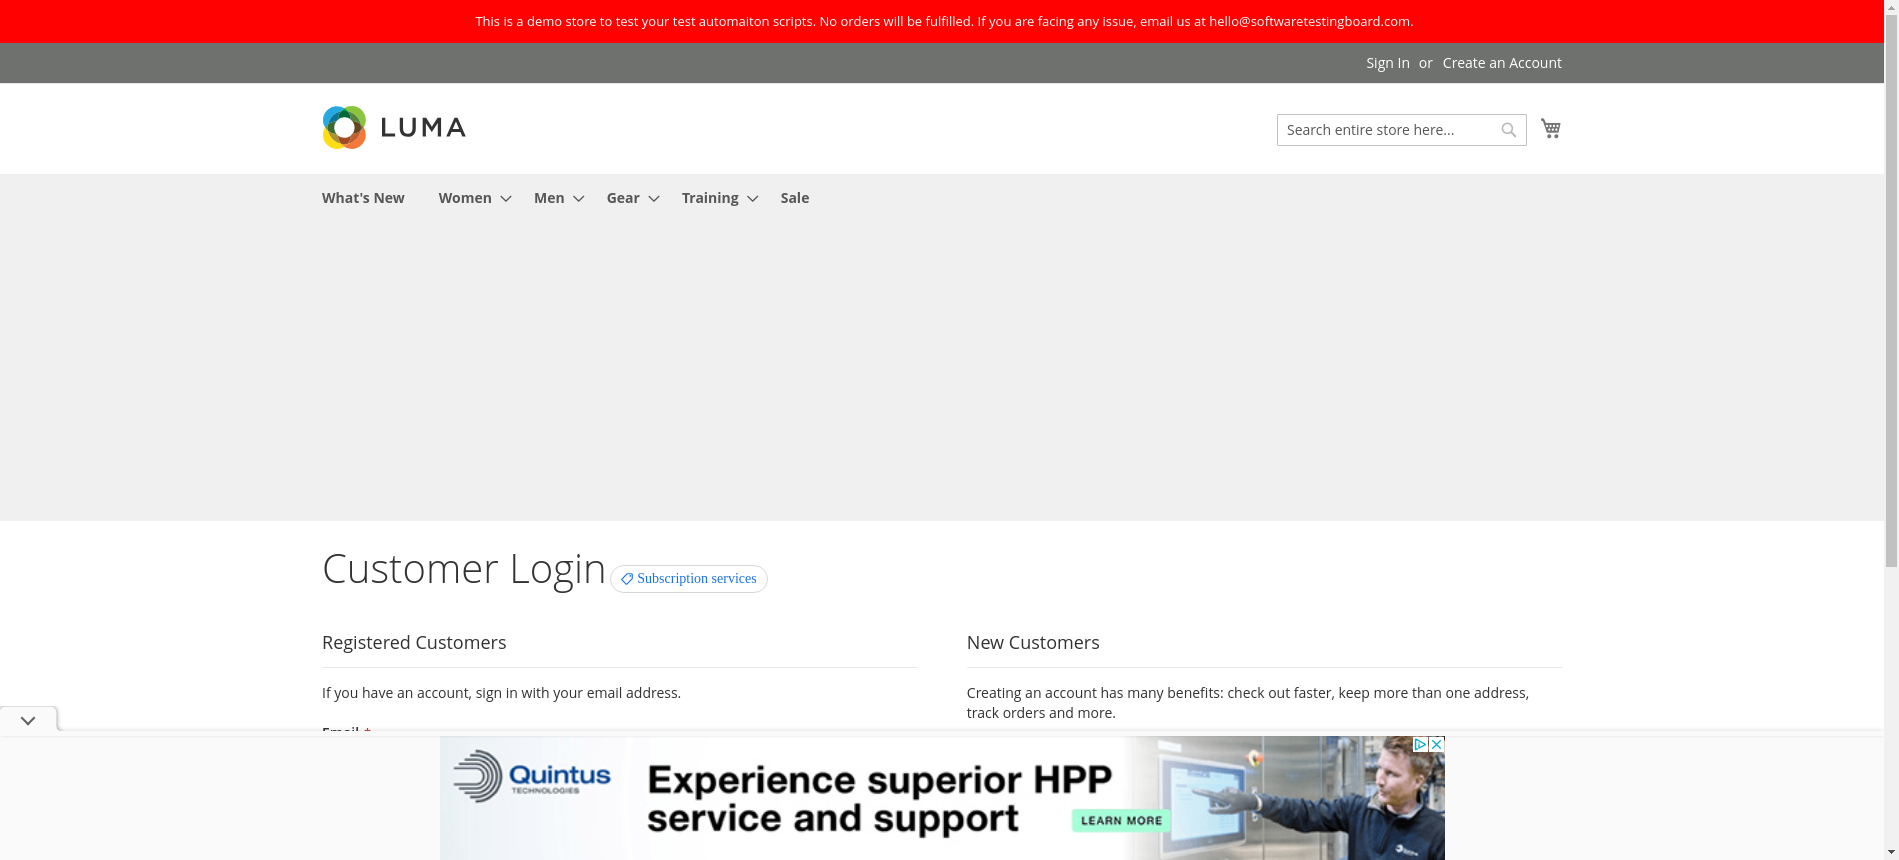 This is a demo store to test your test automaiton scripts. No orders will be fulfilled. If you are facing any issue, email us at hello@softwaretestingboard.com.
Sign In or Create an Account
LUMA
Search entire store here...
What's New Women Men Gear Training Sale
Customer Login
Subscription services
Registered Customers
If you have an account, sign in with your email address.
Email *
New Customers
Creating an account has many benefits: check out faster, keep more than one address,
track orders and more.
Quintus
TECHNOLOGIES
Experience superior HPP
service and support
LEARN MORE